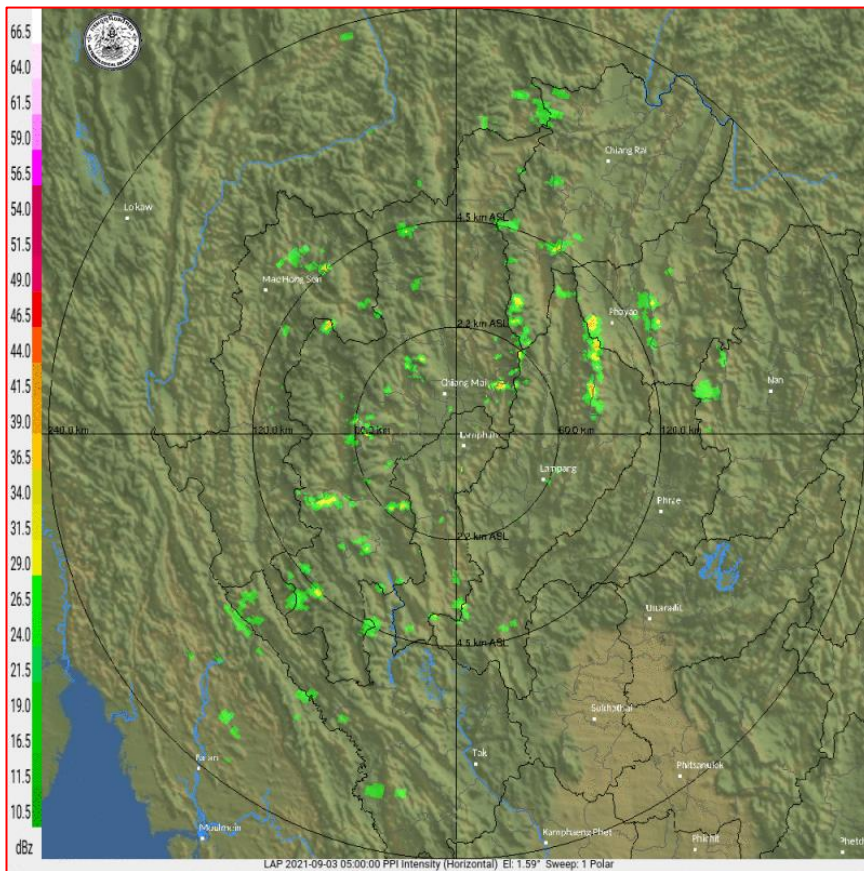 66.5
64.0
61.5
59.0
56.5
54.0
51.5
49.0
46.5
44.0
41.5
39.0
36.5
34.0
31.5
29.0
26.5
24.0
21.5
19.0
16.5
11.5
10.5
dBz
Chiang Rai
Loikaw
4.5 km ASL
Mae Hong Son
Phayao
2.2 km ASL
Chiang Mai
Nan
240.0 km
120.0 km
60.0 km
60.0 km
120.0 km
Lamphun
Lampang
Phrae
2.2 km ASL
Uttaradit
4.5 km ASL
Sukhothai
Tak
Phitsanulok
Moulmein
Kamphaeng Phet
Phichit
LAP 2021-09-03 05:00:00 PPI Intensity (Horizontal) El: 1.59° Sweep: 1 Polar